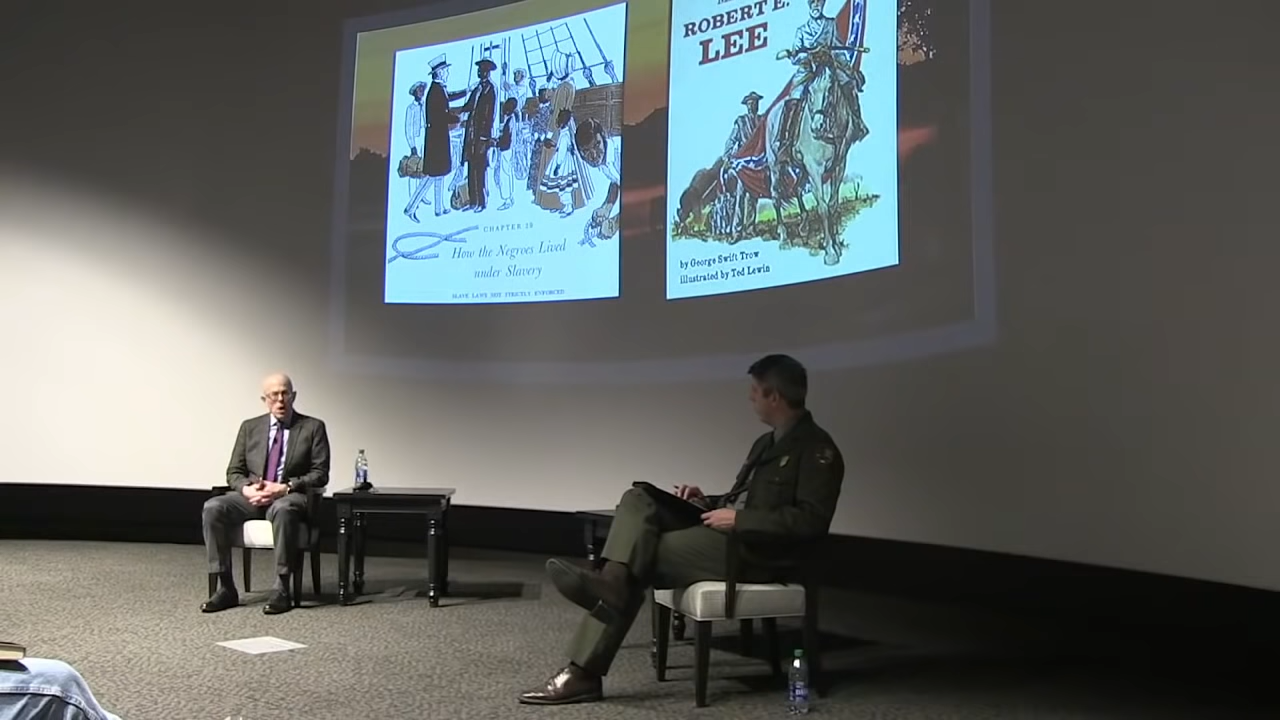 CHAPTER 19
How the Negroes Lived
under Slavery
SLAVE LAWS NOT STRICTLY ENFORCED
ROBERT E.
LEE
by George Swift Trow
illustrated by Ted Lewin